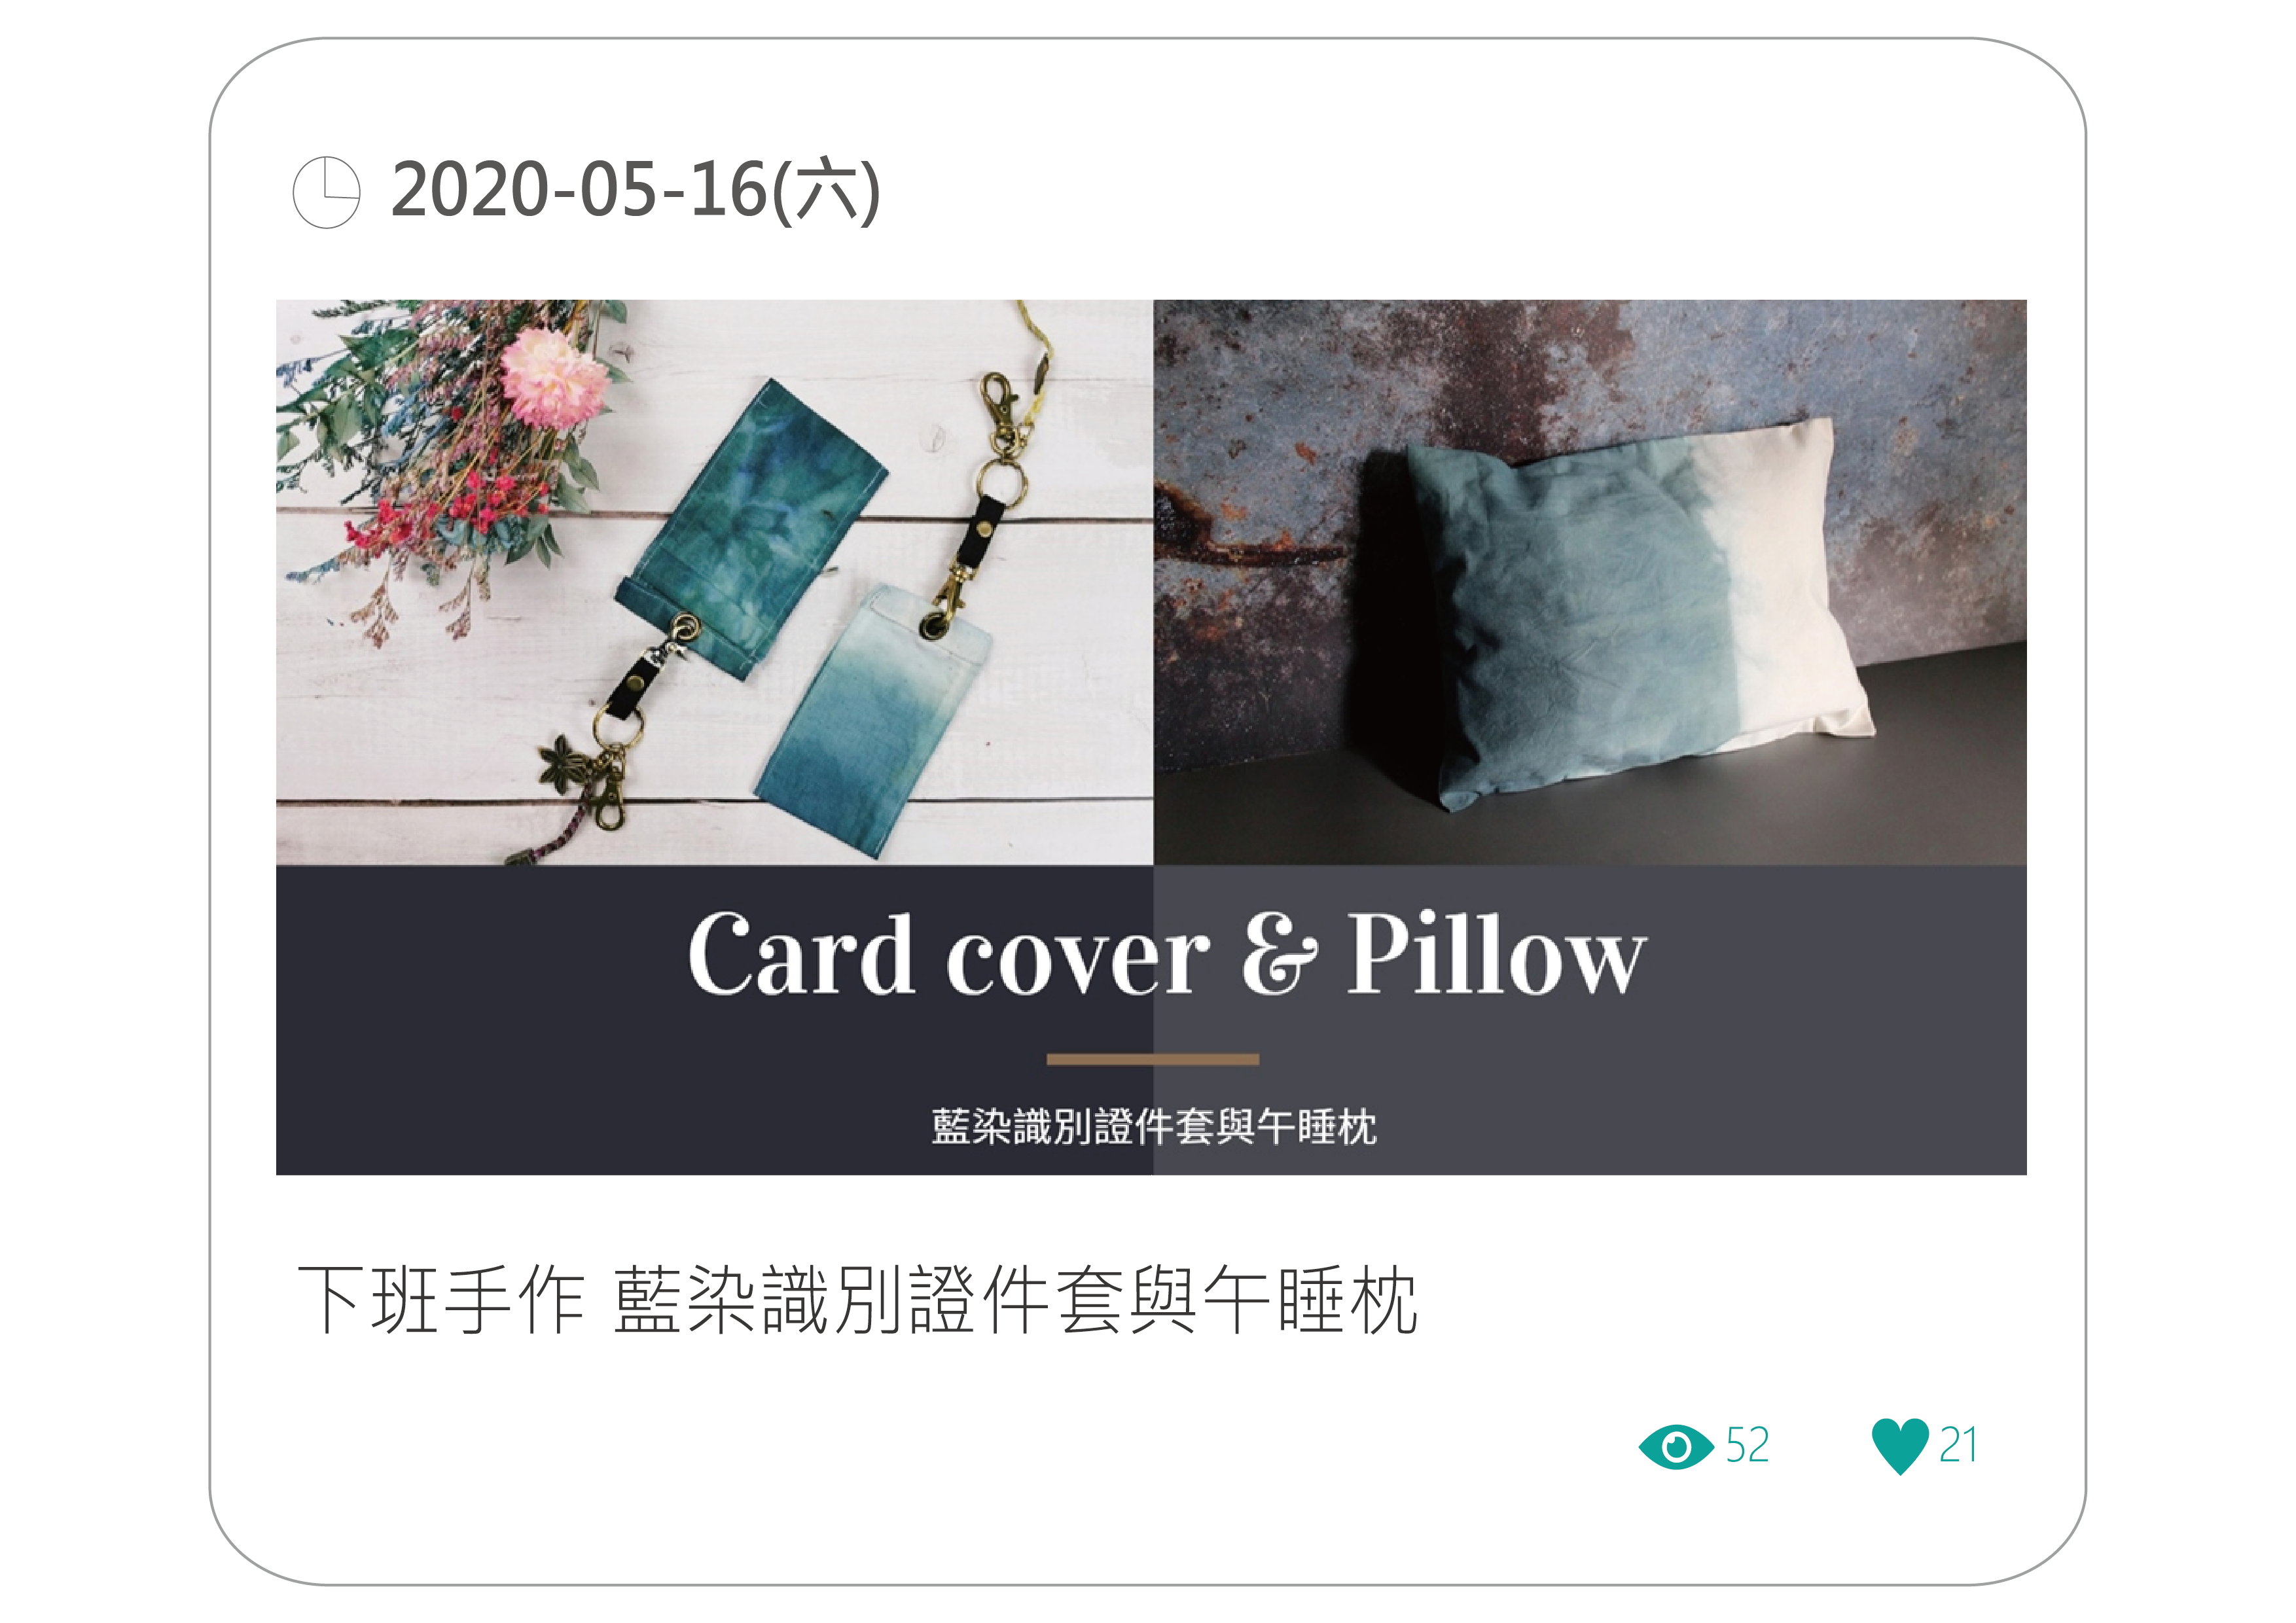 2020-05-16(六)
Card cover & Pillow
藍染識別證件套與午睡枕
下班手作 藍染識別證件套與午睡枕
52
21